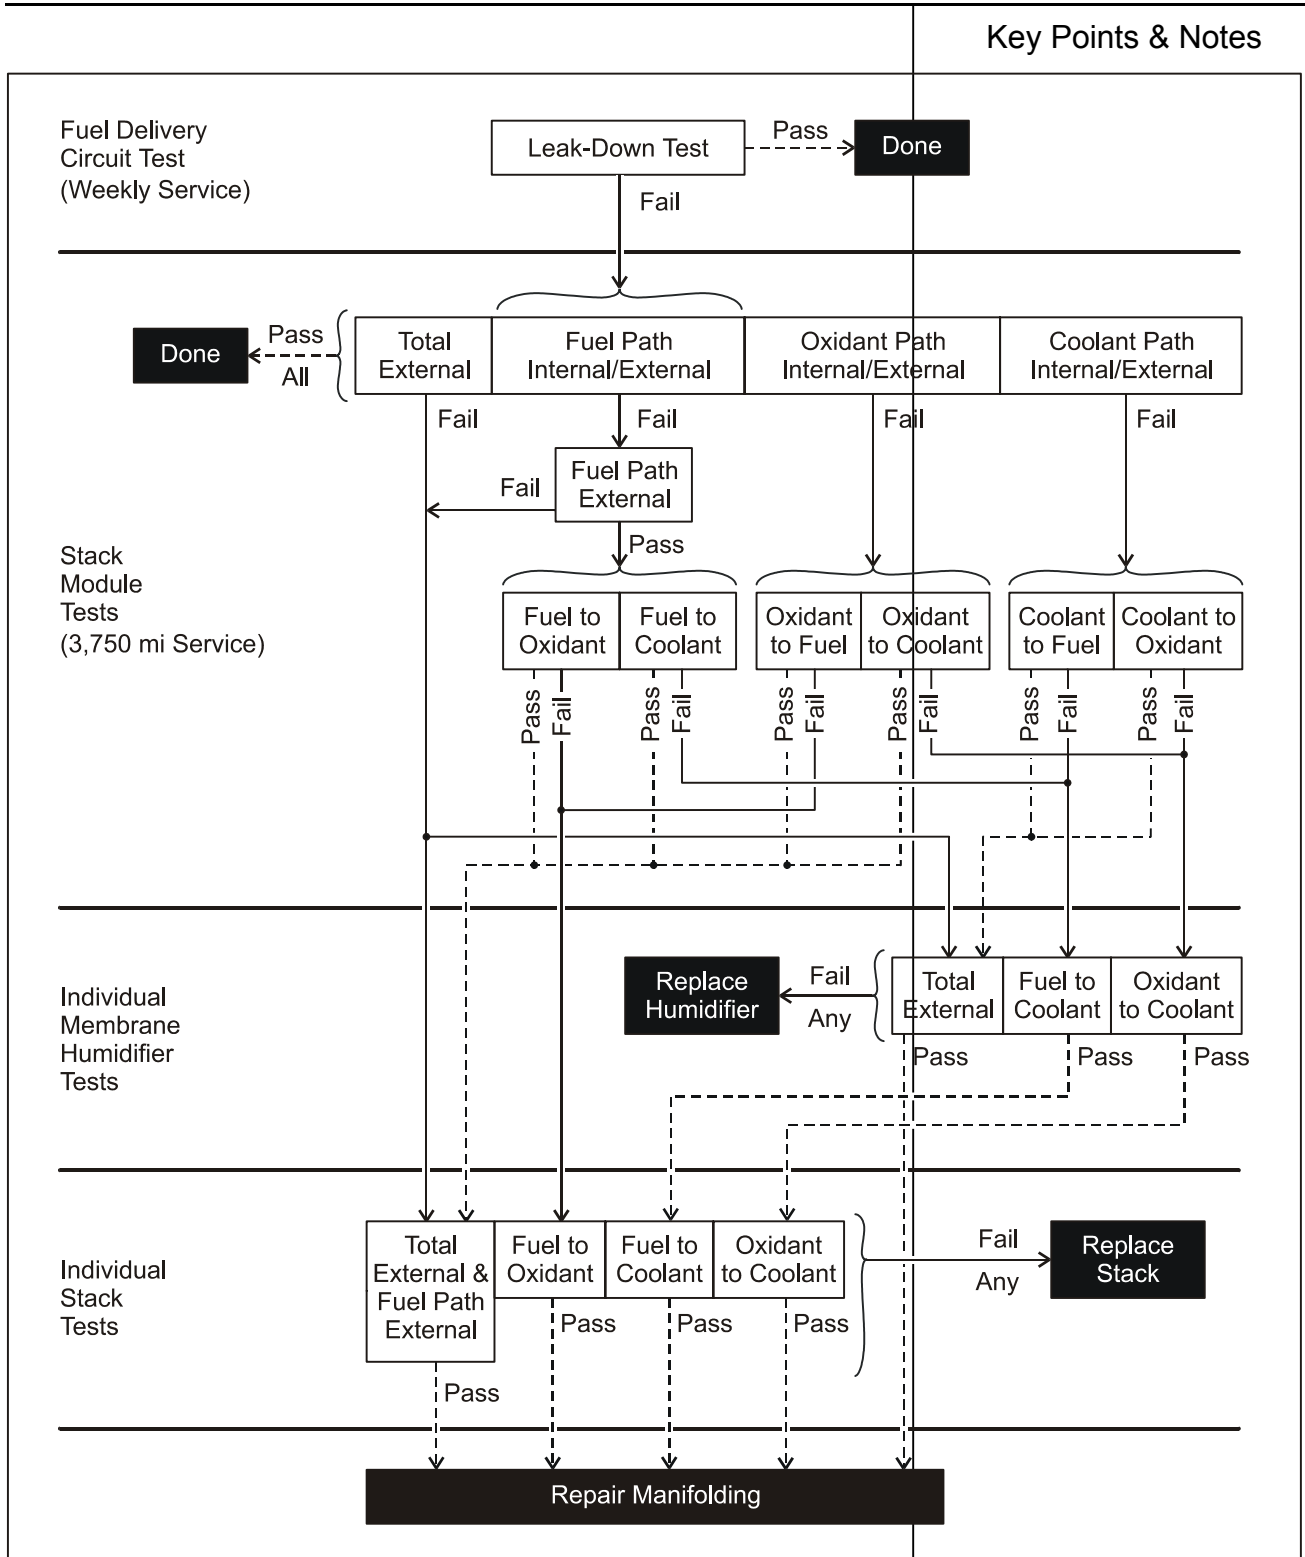 Key Points & Notes
Fuel Delivery
Circuit Test
(Weekly Service)
Leak-Down Test
Pass
Done
Fail
Done
Pass
All
Total
External
Fuel Path
Internal/External
Oxidant Path
Internal/External
Coolant Path
Internal/External
Fail
Fail
Fail
Fail
Fuel Path
External
Fail
Pass
Stack
Module
Tests
(3,750 mi Service)
Fuel to
Oxidant
Fuel to
Coolant
Oxidant
to Fuel
Oxidant
to Coolant
Coolant
to Fuel
Coolant to
Oxidant
Pass
Fail
Pass
Fail
Pass
Fail
Pass
Fail
Pass
Fail
Pass
Fail
Individual
Membrane
Humidifier
Tests
Replace
Humidifier
Fail
Any
Total
External
Fuel to
Coolant
Oxidant
to Coolant
Pass
Pass
Pass
Individual
Stack
Tests
Total
External &
Fuel Path
External
Fuel to
Oxidant
Fuel to
Coolant
Oxidant
to Coolant
Fail
Any
Replace
Stack
Pass
Pass
Pass
Pass
Repair Manifolding